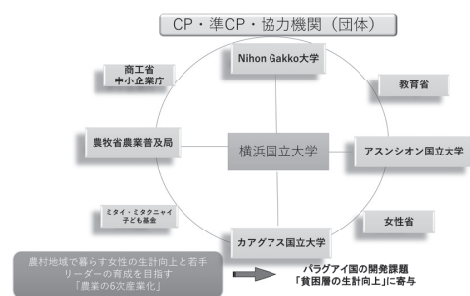 CP・準CP・協力機関（団体）
Nihon Gakko大学
商工省
中小企業庁
教育省
農牧省農業普及局
横浜国立大学
アスンシオン国立大学
ミタイ・ミタクニャイ
子ども基金
女性省
カアグアス国立大学
農村地域で暮らす女性の生計向上と若手
リーダーの育成を目指す
「農業の6次産業化」
パラグアイ国の開発課題
「貧困層の生計向上」に寄与